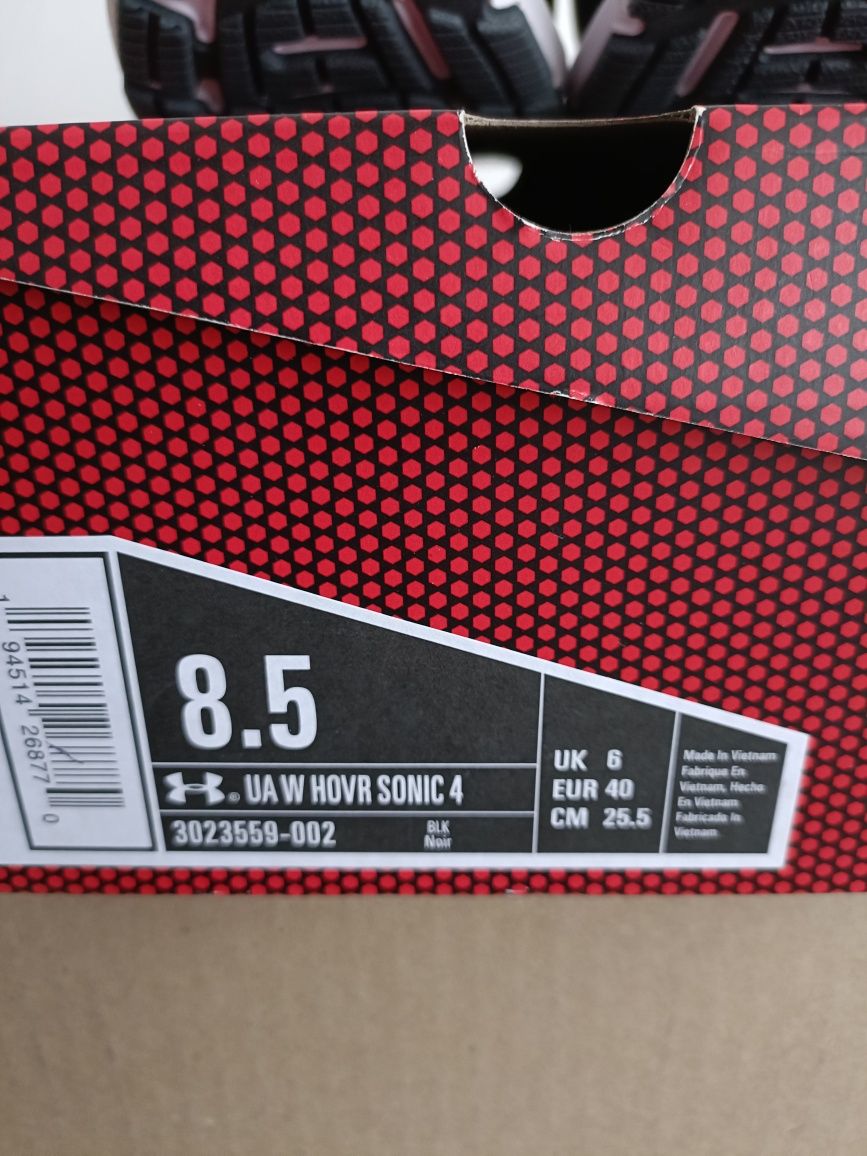 1 94514 26877 0
8.5
® UA W HOVR SONIC 4
3023559-002
BLK
Noir
UK 6
EUR 40
CM 25.5
Made In Vietnam
Fabrique En
Vietnam, Hecho
En Vietnam
Fabricado In
Vietnam